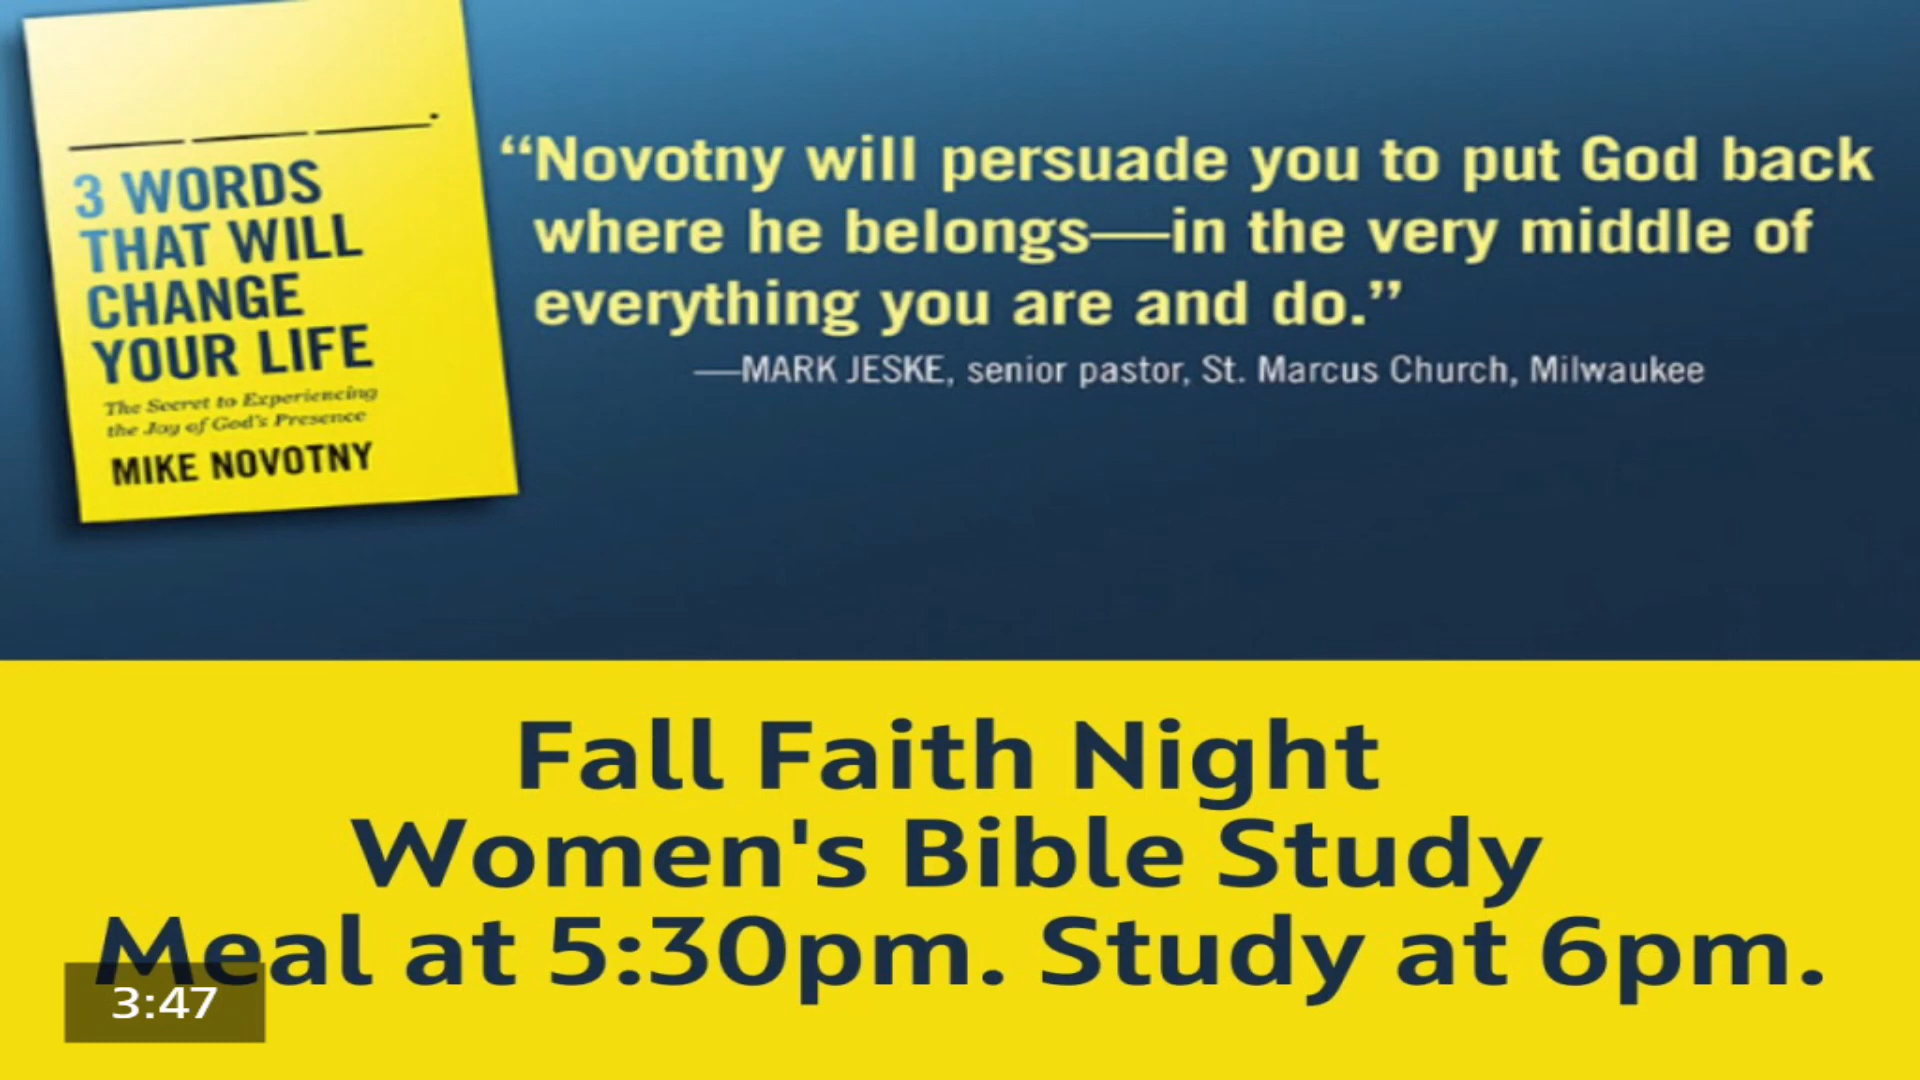 3 WORDS
THAT WILL
CHANGE
YOUR LIFE
The Secret to Experiencing
the Joy of God's Presence
MIKE NOVOTNY
“Novotny will persuade you to put God back
where he belongs—in the very middle of
everything you are and do.”
—MARK JESKE, senior pastor, St. Marcus Church, Milwaukee
Fall Faith Night
Women's Bible Study
Meal at 5:30pm. Study at 6pm.
3:47